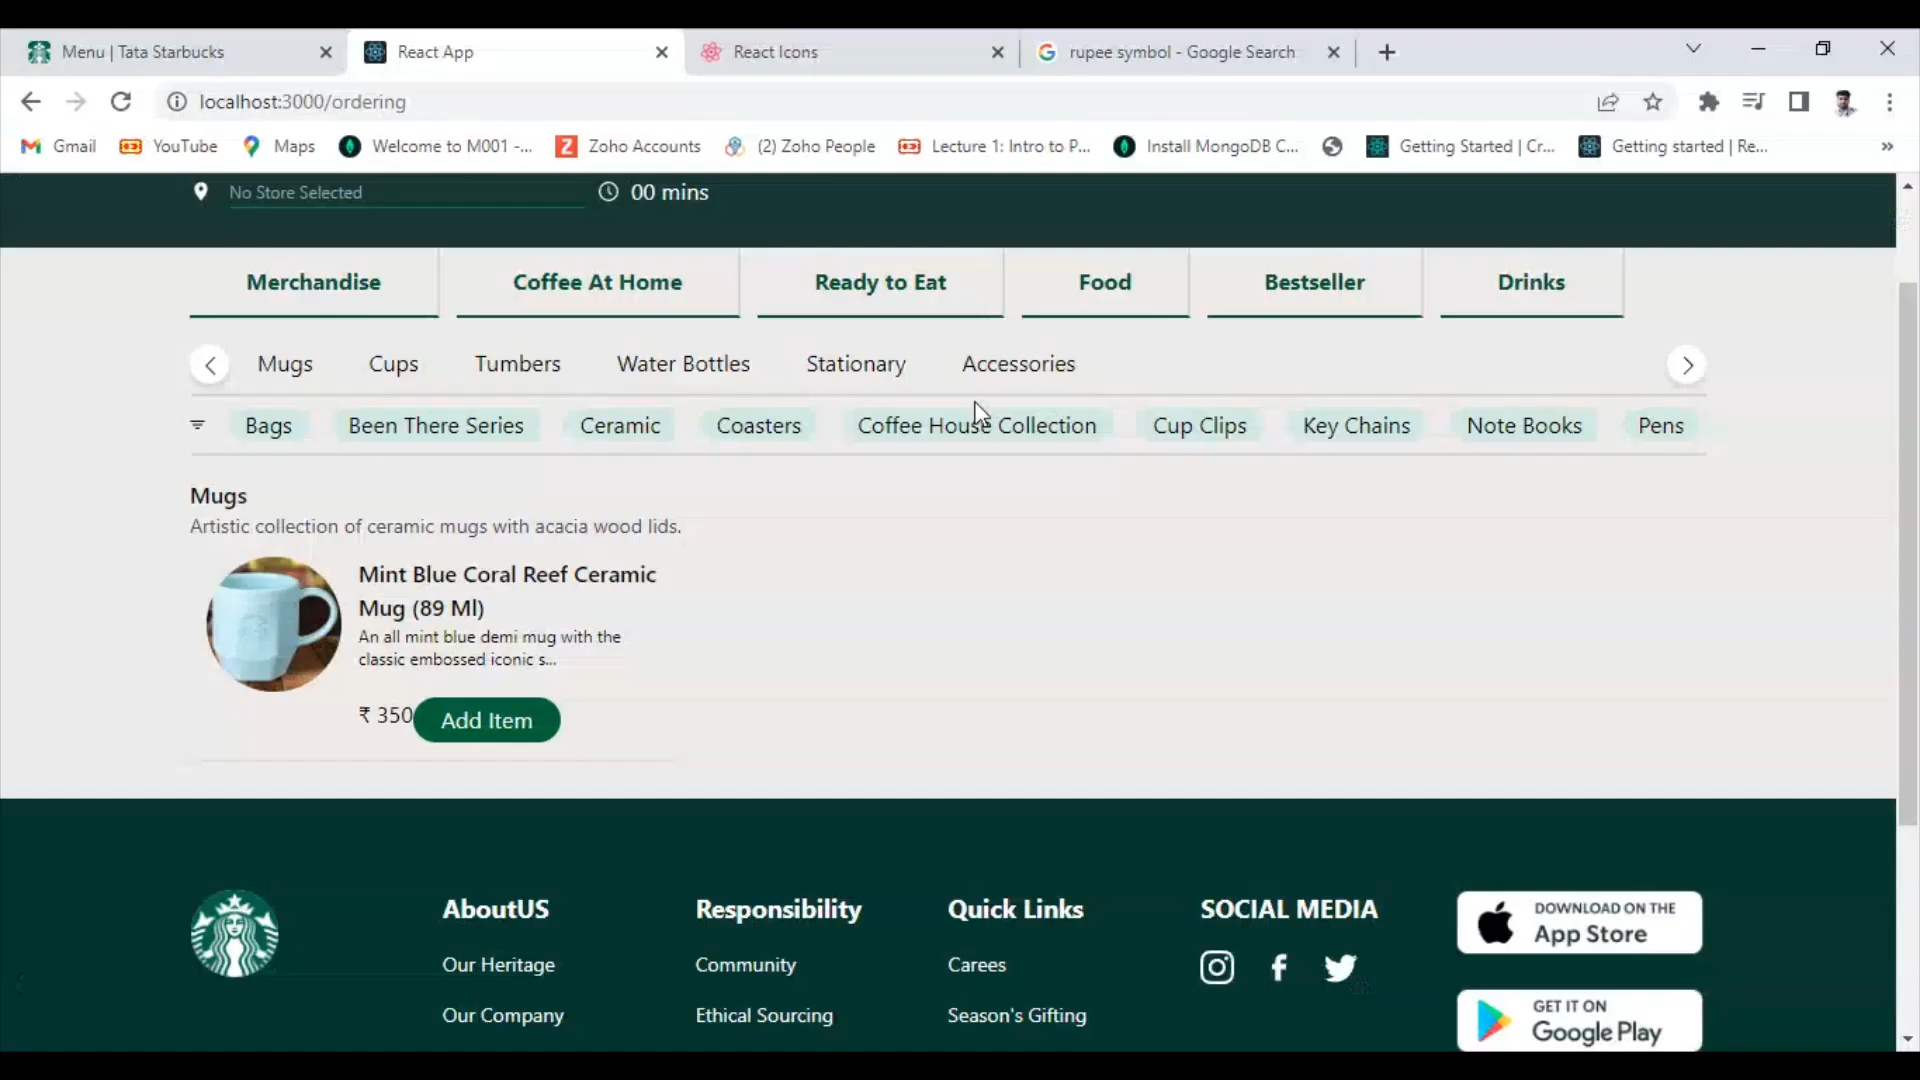 Menu | Tata Starbucks
React App
React Icons
rupee symbol - Google Search
localhost:3000/ordering
Gmail
YouTube
Maps
Welcome to M001 -...
Zoho Accounts
(2) Zoho People
Lecture 1: Intro to P...
Install MongoDB C...
Getting Started | Cr...
Getting started | Re...
No Store Selected
00 mins
Merchandise
Coffee At Home
Ready to Eat
Food
Bestseller
Drinks
Mugs
Cups
Tumbers
Water Bottles
Stationary
Accessories
Bags
Been There Series
Ceramic
Coasters
Coffee House Collection
Cup Clips
Key Chains
Note Books
Pens
Mugs
Artistic collection of ceramic mugs with acacia wood lids.
Mint Blue Coral Reef Ceramic
Mug (89 Ml)
An all mint blue demi mug with the
classic embossed iconic s...
₹ 350
Add Item
AboutUS
Our Heritage
Our Company
Responsibility
Community
Ethical Sourcing
Quick Links
Carees
Season's Gifting
SOCIAL MEDIA
DOWNLOAD ON THE
App Store
GET IT ON
Google Play